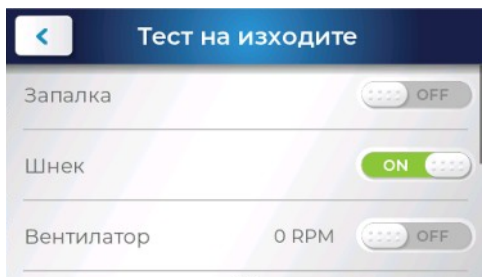 Тест на изходите
Запалка OFF
Шнек ON
Вентилатор 0 RPM OFF